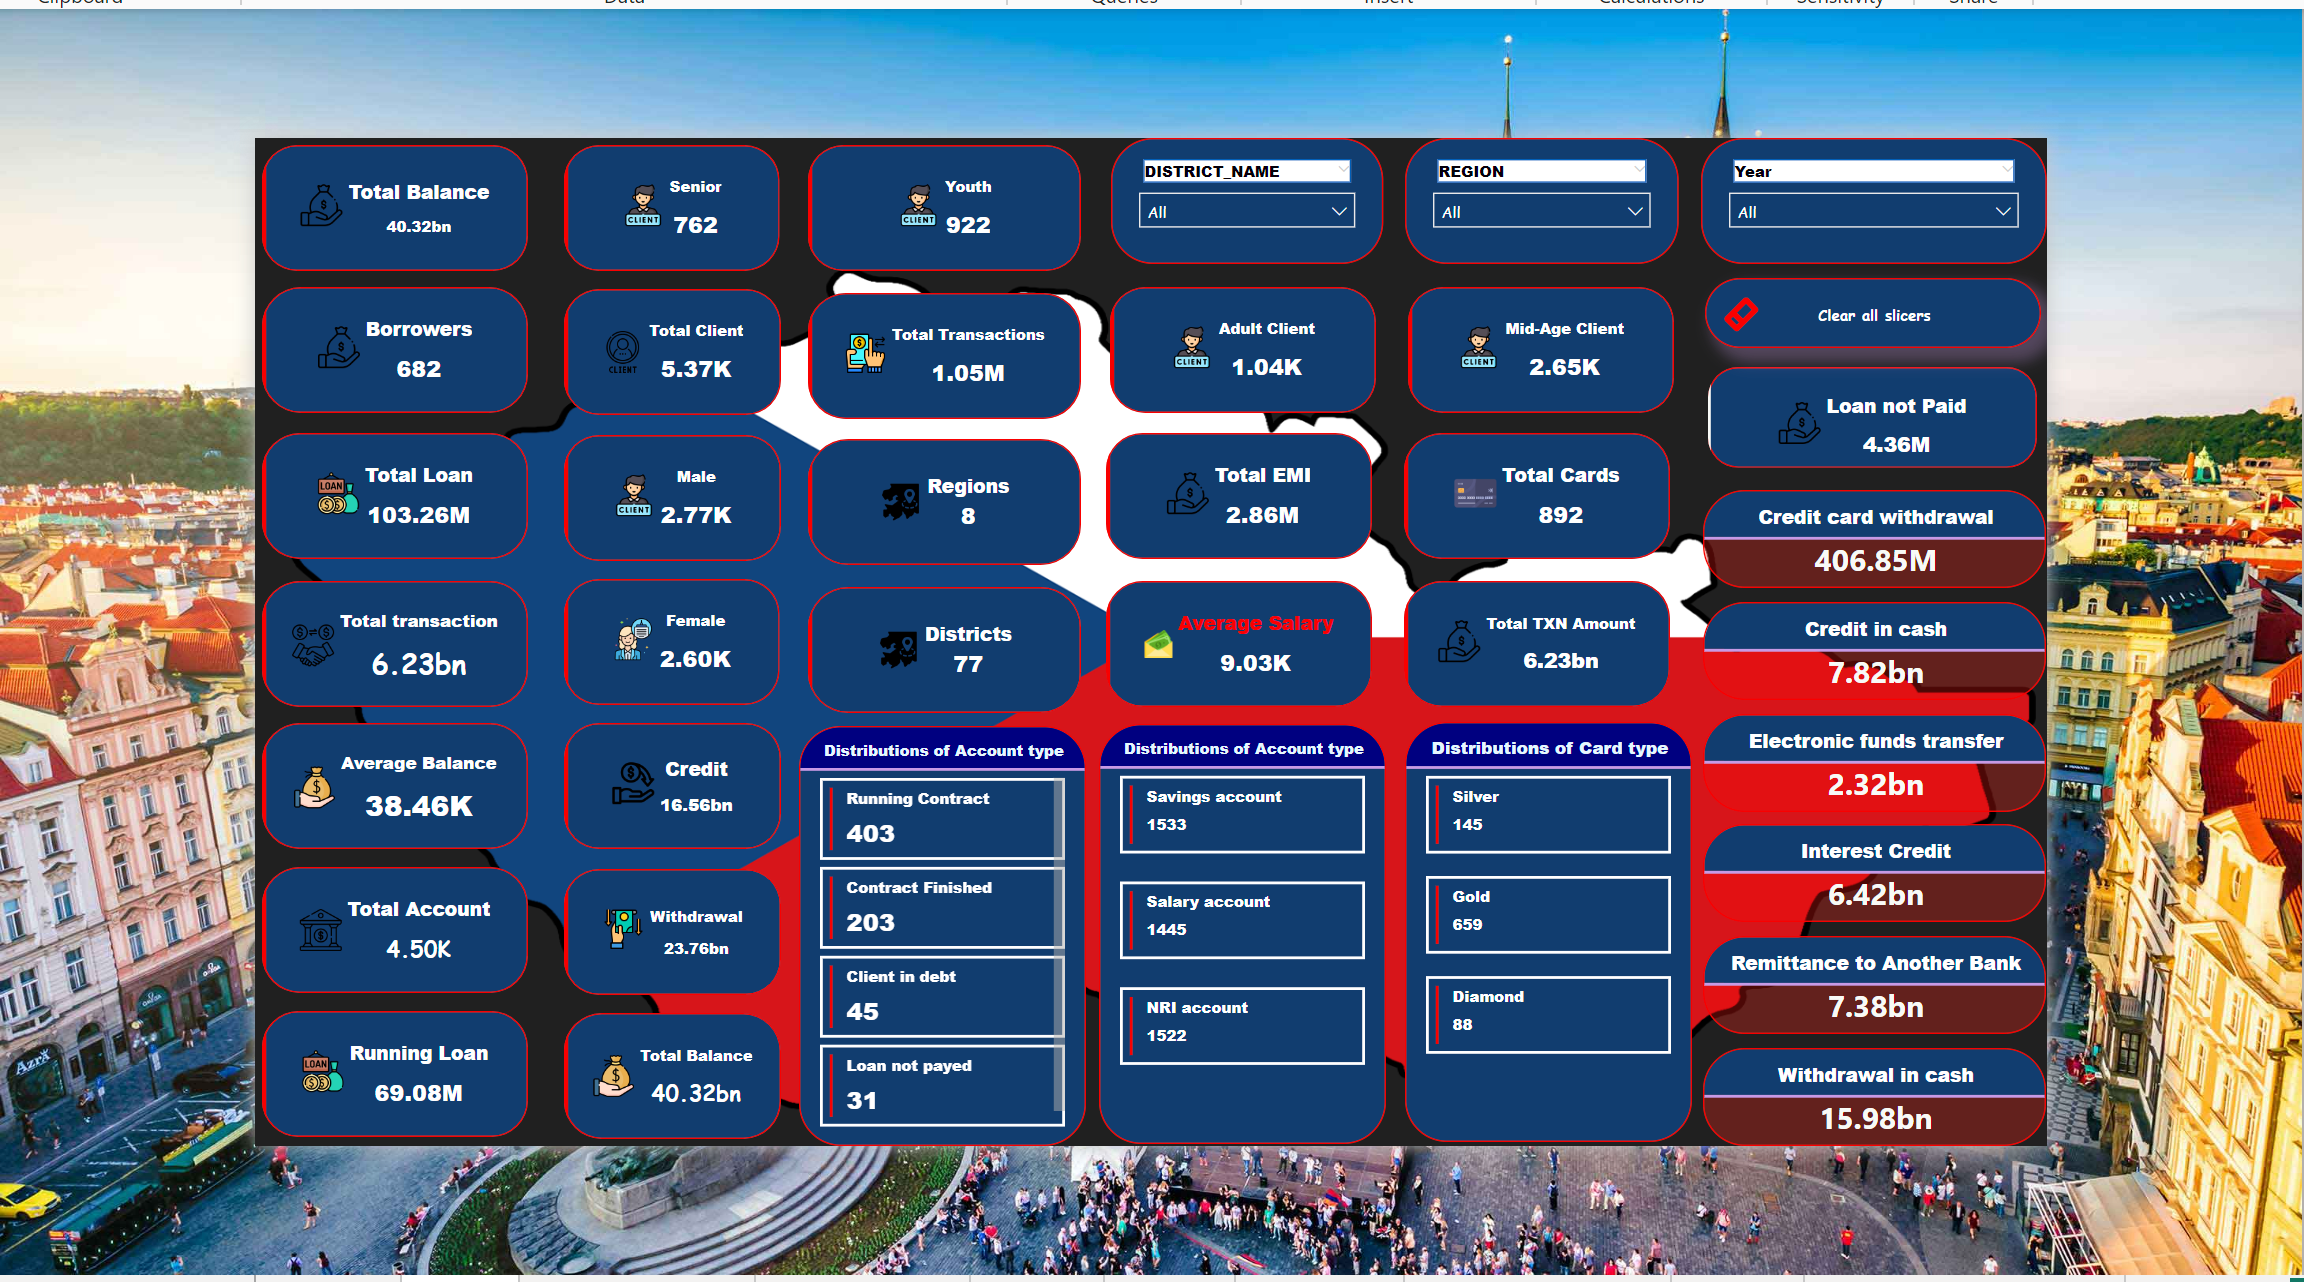 Clipboard Data Queries Insert Calculations Sensitivity Share
Total Balance
40.32bn
Senior
762
CLIENT
Youth
922
CLIENT
DISTRICT_NAME
All
REGION
All
Year
All
Borrowers
682
Total Client
5.37K
CLIENT
Total Transactions
1.05M
Adult Client
1.04K
CLIENT
Mid-Age Client
2.65K
CLIENT
Clear all slicers
Loan not Paid
4.36M
Total Loan
103.26M
LOAN
Male
2.77K
CLIENT
Regions
8
Total EMI
2.86M
Total Cards
892
Credit card withdrawal
406.85M
Total transaction
6.23bn
Female
2.60K
Districts
77
Average Salary
9.03K
Total TXN Amount
6.23bn
Credit in cash
7.82bn
Average Balance
38.46K
Credit
16.56bn
Distributions of Account type
Running Contract
403
Contract Finished
203
Client in debt
45
Loan not payed
31
Distributions of Account type
Savings account
1533
Salary account
1445
NRI account
1522
Distributions of Card type
Silver
145
Gold
659
Diamond
88
Electronic funds transfer
2.32bn
Interest Credit
6.42bn
Remittance to Another Bank
7.38bn
Withdrawal in cash
15.98bn
Total Account
4.50K
Withdrawal
23.76bn
Running Loan
69.08M
LOAN
Total Balance
40.32bn
AzrA